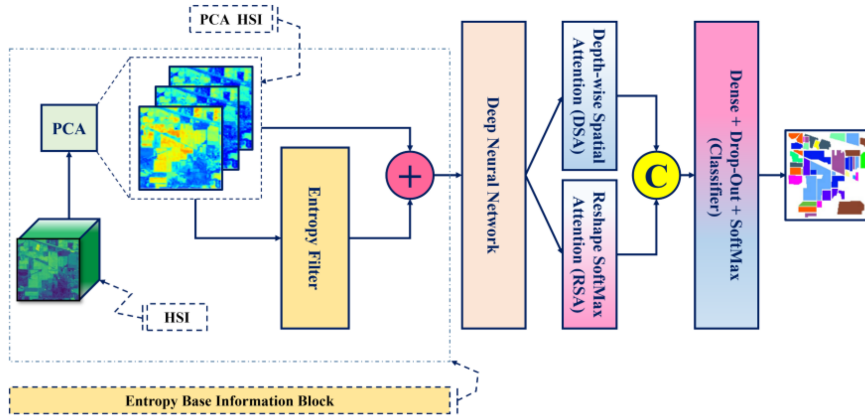 PCA HSI
PCA
HSI
Entropy Filter
+
Entropy Base Information Block
Deep Neural Network
Depth-wise Spatial
Attention (DSA)
Reshape SoftMax
Attention (RSA)
C
Dense + Drop-Out + SoftMax
(Classifier)